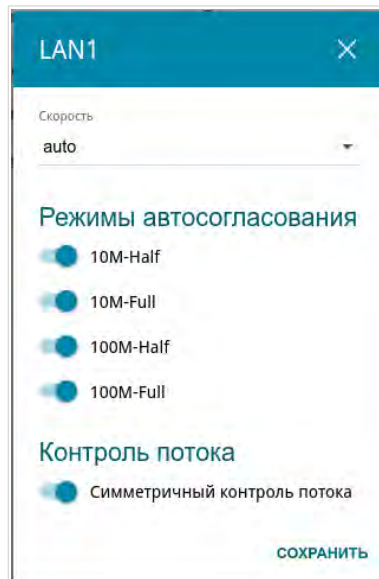 LAN1
Скорость
auto
Режимы автосогласования
10M-Half
10M-Full
100M-Half
100M-Full
Контроль потока
Симметричный контроль потока
СОХРАНИТЬ